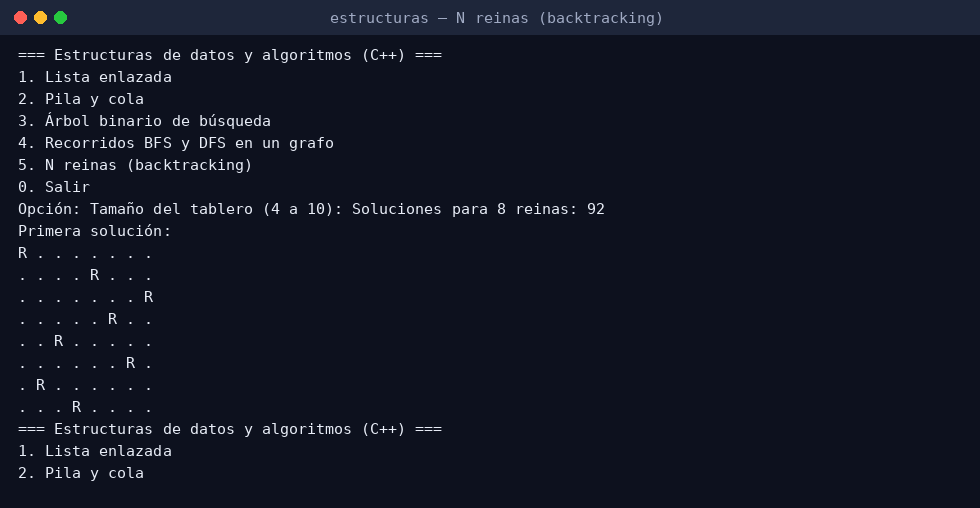 estructuras — N reinas (backtracking)
=== Estructuras de datos y algoritmos (C++) ===
1. Lista enlazada
2. Pila y cola
3. Árbol binario de búsqueda
4. Recorridos BFS y DFS en un grafo
5. N reinas (backtracking)
0. Salir
Opción: Tamaño del tablero (4 a 10): Soluciones para 8 reinas: 92
Primera solución:
R . . . . . . .
. . . . R . . .
. . . . . . . R
. . . . . R . .
. . R . . . . .
. . . . . . R .
. R . . . . . .
. . . R . . . .
=== Estructuras de datos y algoritmos (C++) ===
1. Lista enlazada
2. Pila y cola